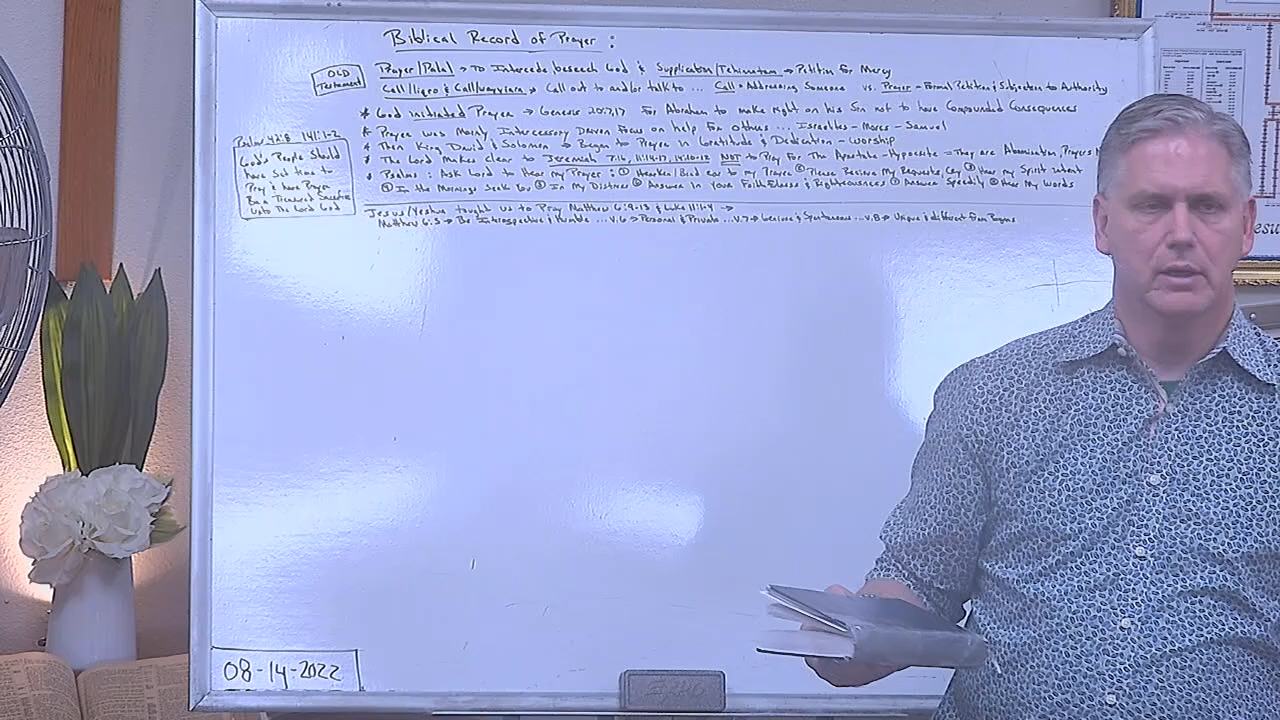 Biblical Record of Prayer :
OLD
Testament
Prayer/Palal → Intercede, beseech God & Supplication/Techinnah → Petition for Mercy
Call/ligro & Call/ → Call out to and/or talk to ... Call = Addressing Someone vs. Prayer = Formal Petition & Subjection to Authority
* God initiated Prayer = Genesis 20:7,17 For Abraham to make right on his Sin not to have Compounded Consequences
* Prayer was Mainly Intercessory Driven Focus on help for others ... Israelites - Moses - Samuel
* Then King David & Solomon → Began to Prayer in Gratitude & Dedication - Worship
* The Lord Makes clear to Jeremiah 7:16, 11:14-17, 14:10-12 NOT to Pray for The Apostate - Hypocrite = They are Abomination, Prayers
* Psalms : Ask Lord to Hear my Prayer : ① Hearken/Bend ear to my Prayer ② Please Receive My Requests, Cry ③ Hear my Spirit intent
④ In the Morning Seek You ⑤ In My Distress ⑥ Answer in your Faithfulness & Righteousness ⑦ Answer Speedily ⑧ Hear My Words
Psalm 42:8 141:1-2
God's People Should
have Set time to
Pray & have Prayer
Be a Treasured Incentive
Unto The Lord God
Jesus/Yeshua taught us to Pray Matthew 6:9-13 & Luke 11:1-4 →
Matthew 6:5 → Be Introspective & Humble ... v.6 → Personal & Private ... v.7 → Genuine & Spontaneous ... v.8 → Unique & different from Pagans
08-14-2022
EXPO
esu